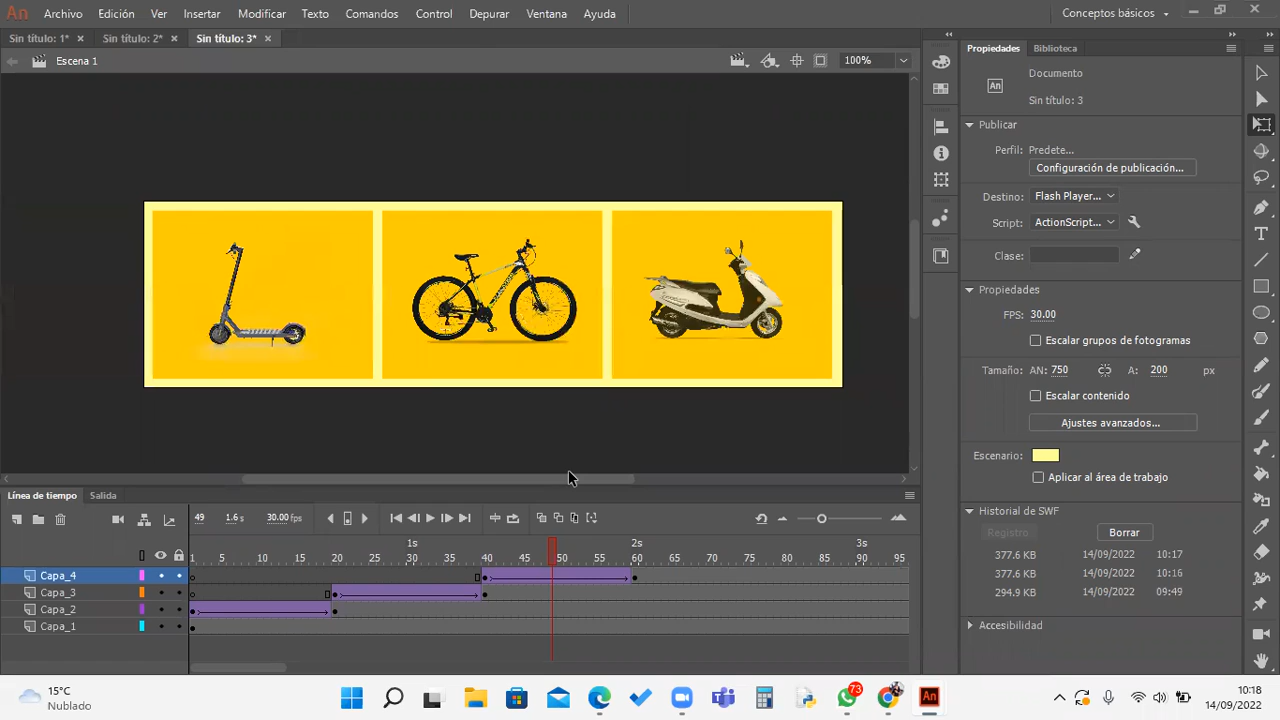 An Archivo Edición Ver Insertar Modificar Texto Comandos Control Depurar Ventana Ayuda Conceptos básicos
Sin título: 1* × Sin título: 2* × Sin título: 3* ×
Escena 1 100%
Propiedades Biblioteca
Documento
An
Sin título: 3
Publicar
Perfil: Predete...
Configuración de publicación...
Destino: Flash Player...
Script: ActionScript...
Clase:
Propiedades
FPS: 30.00
Escalar grupos de fotogramas
Tamaño: AN: 750 A: 200 px
Escalar contenido
Ajustes avanzados...
Escenario:
Aplicar al área de trabajo
Historial de SWF
Registro Borrar
377.6 KB 14/09/2022 10:17
377.6 KB 14/09/2022 10:16
294.9 KB 14/09/2022 09:49
Accesibilidad
Línea de tiempo Salida
49 1.6 s 30.00 fps
1s 2s 3s
1 5 10 15 20 25 30 35 40 45 50 55 60 65 70 75 80 85 90 95
Capa_4
Capa_3
Capa_2
Capa_1
15°C
Nublado
73
An
10:18
14/09/2022